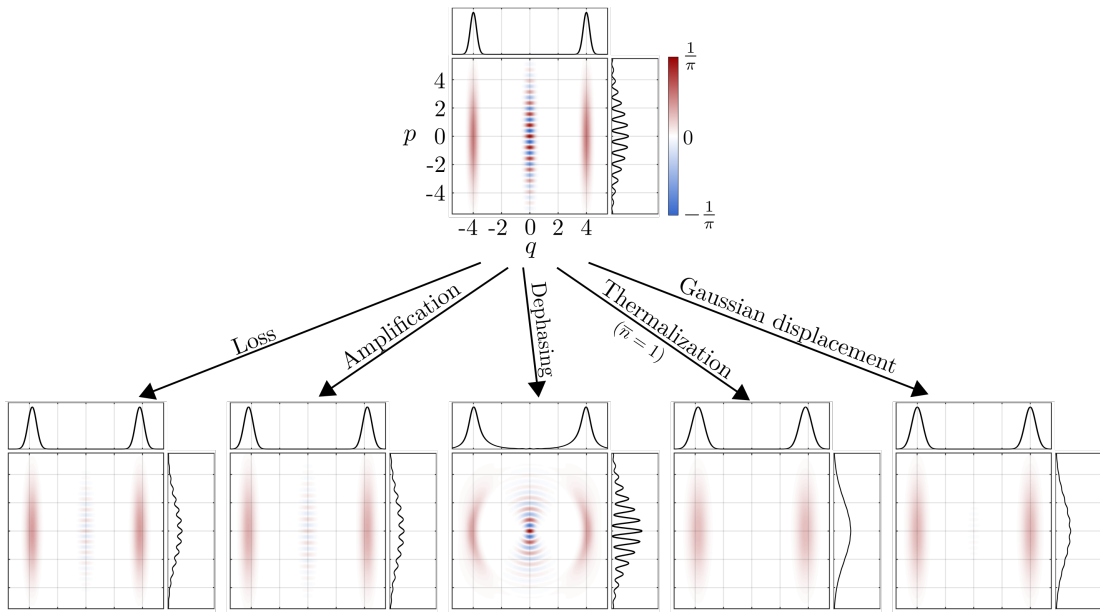 1/π
4
2
p 0
-2
-4
0
-1/π
-4 -2 0 2 4
q
Loss
Amplification
Dephasing
Thermalization
(n̅ = 1)
Gaussian displacement